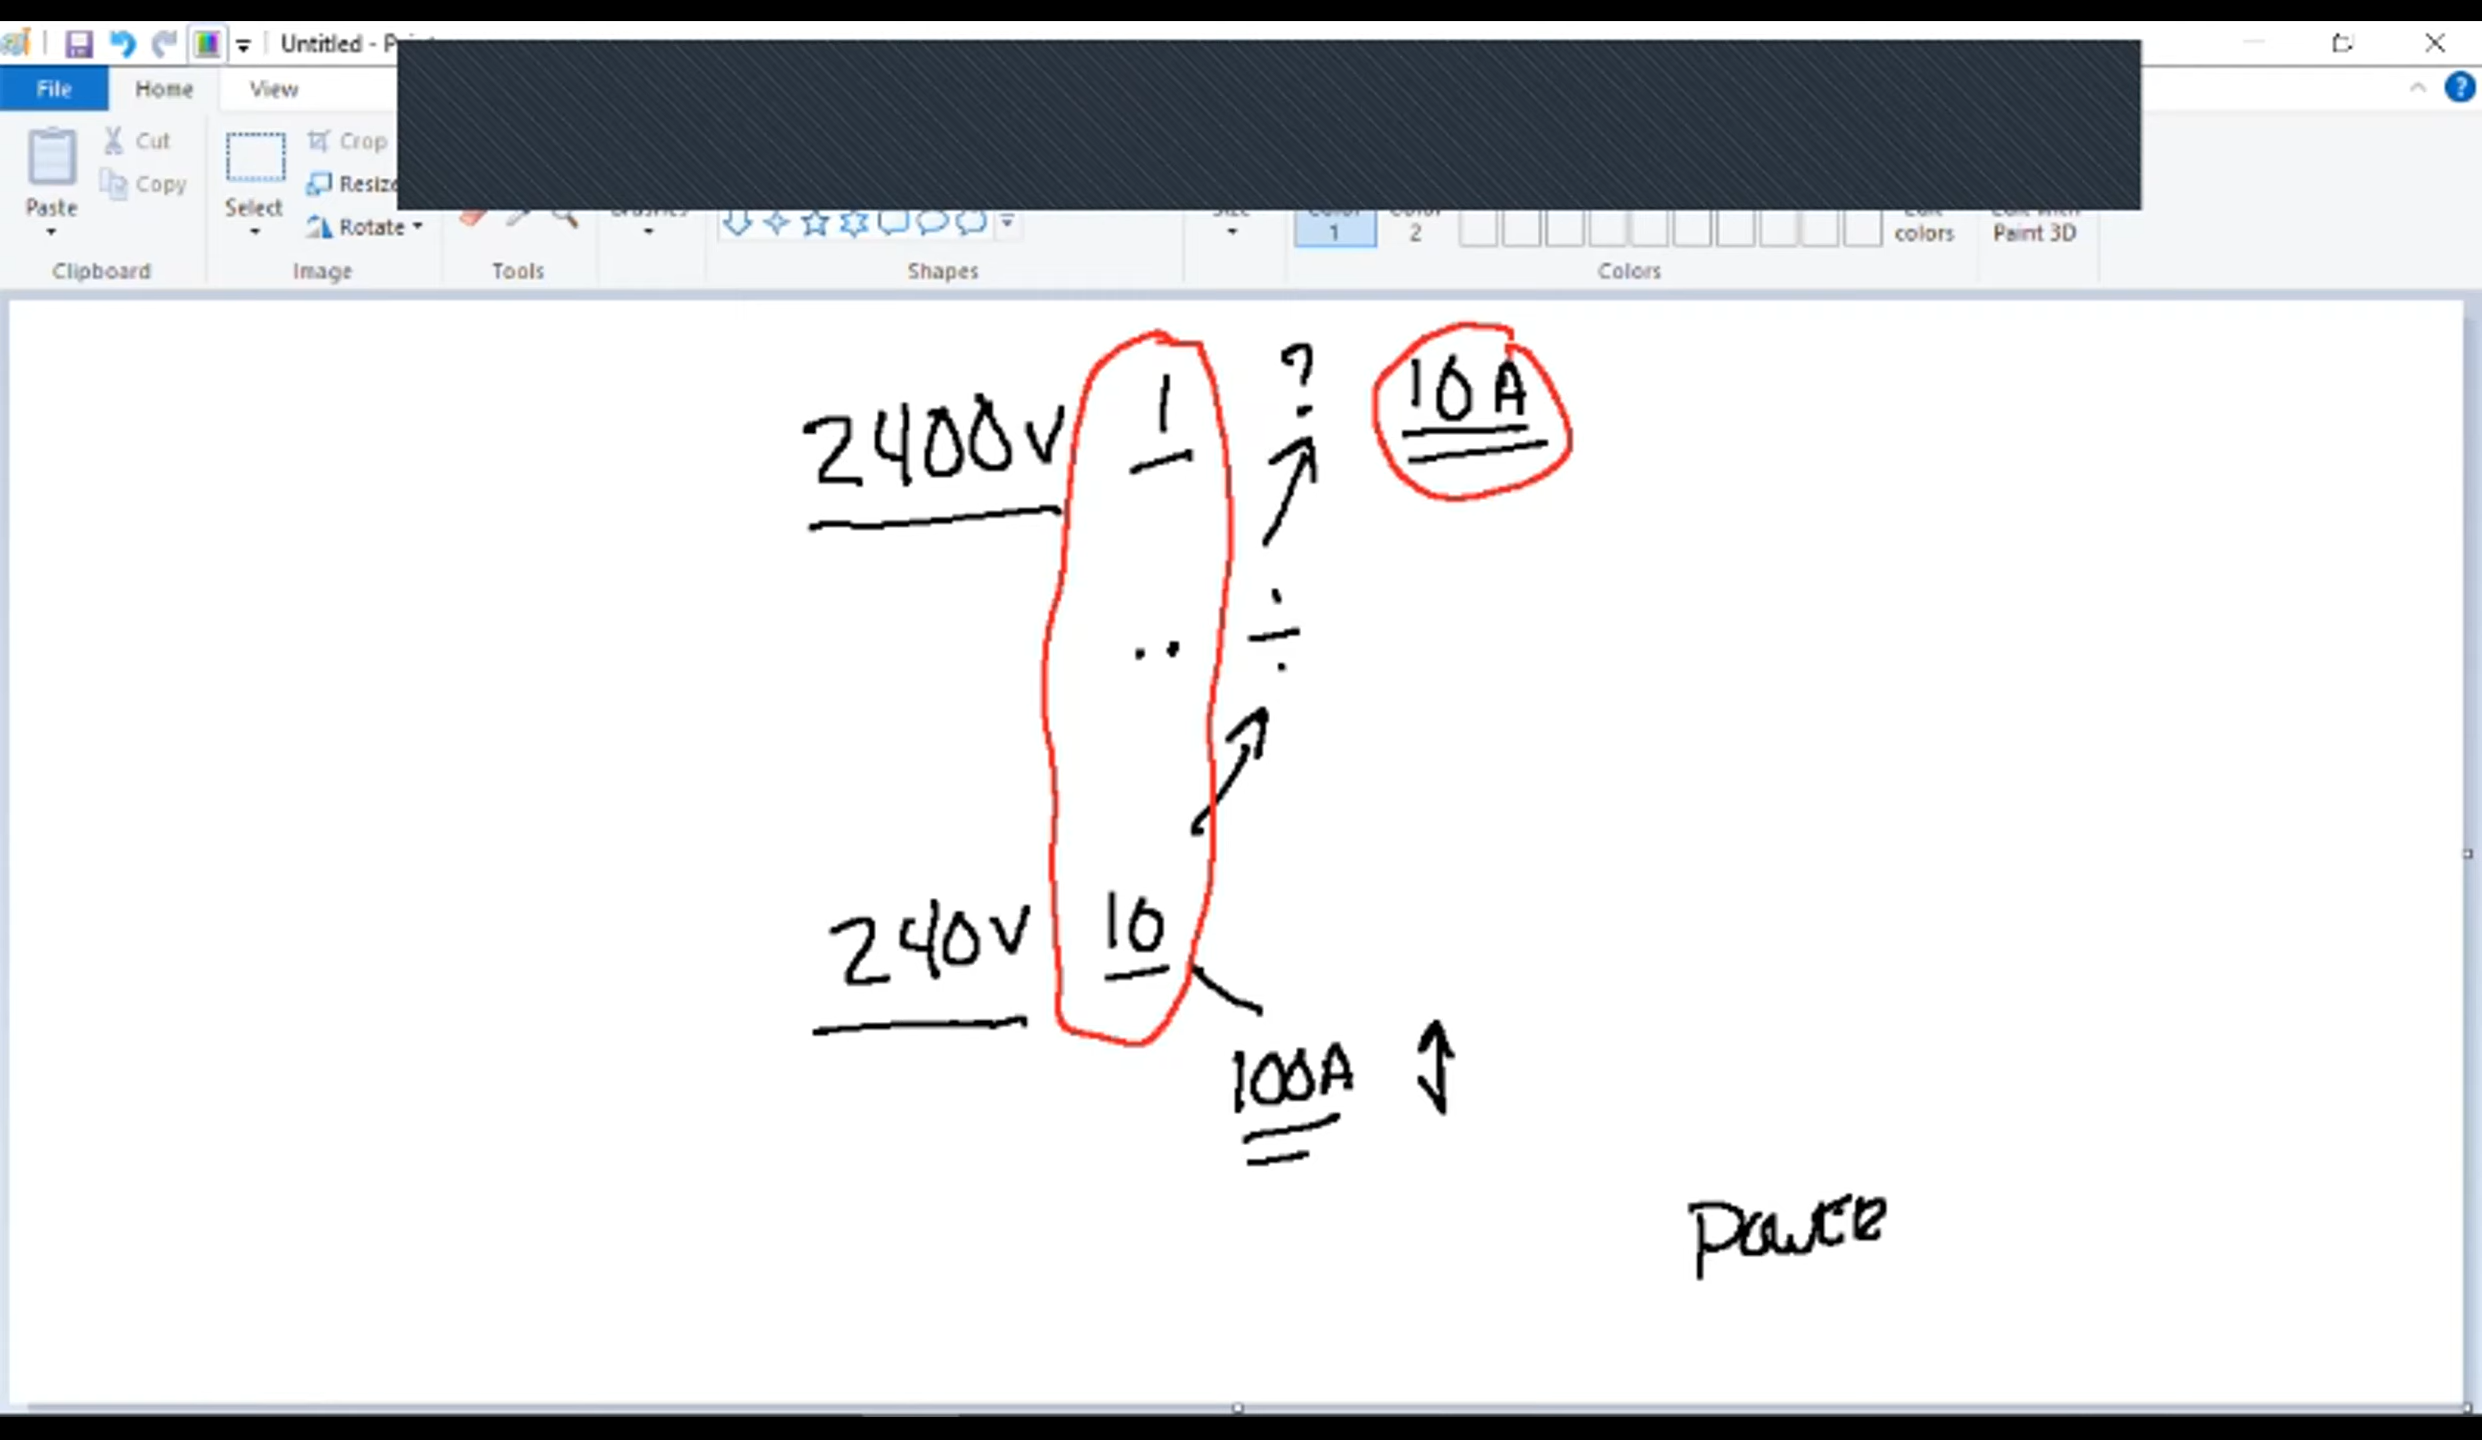 Untitled - P
File Home View
Cut
Crop
Copy
Resize
Paste
Select
Rotate
1
2
colors
Paint 3D
Clipboard
Image
Tools
Shapes
Colors
2400V 1 ? 10A
÷
240V 10
100A